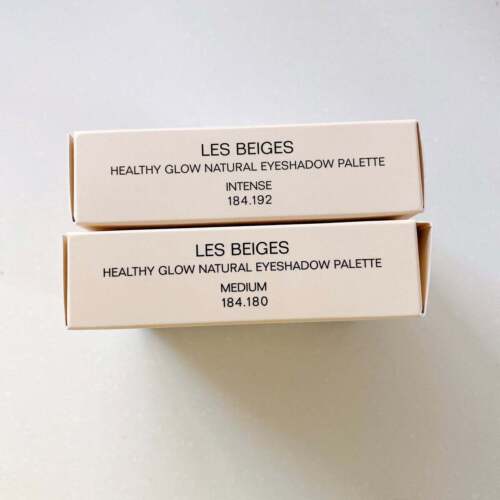 LES BEIGES
HEALTHY GLOW NATURAL EYESHADOW PALETTE
INTENSE
184.192
LES BEIGES
HEALTHY GLOW NATURAL EYESHADOW PALETTE
MEDIUM
184.180